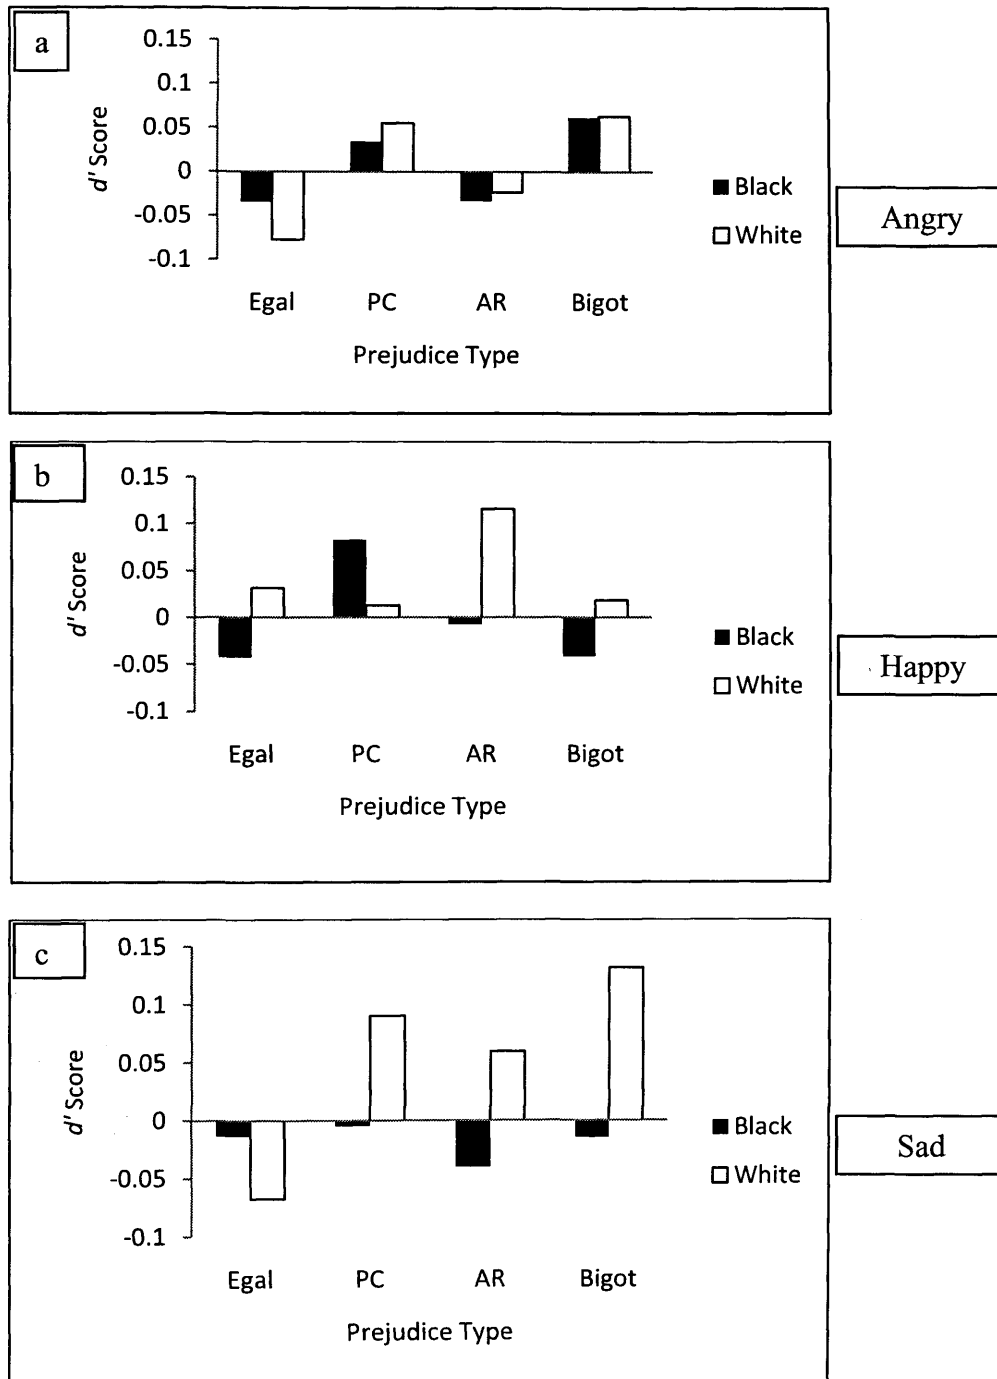 a
d' Score
0.15
0.1
0.05
0
-0.05
-0.1
Egal PC AR Bigot
Prejudice Type
Black
White
Angry
b
d' Score
0.15
0.1
0.05
0
-0.05
-0.1
Egal PC AR Bigot
Prejudice Type
Black
White
Happy
c
d' Score
0.15
0.1
0.05
0
-0.05
-0.1
Egal PC AR Bigot
Prejudice Type
Black
White
Sad